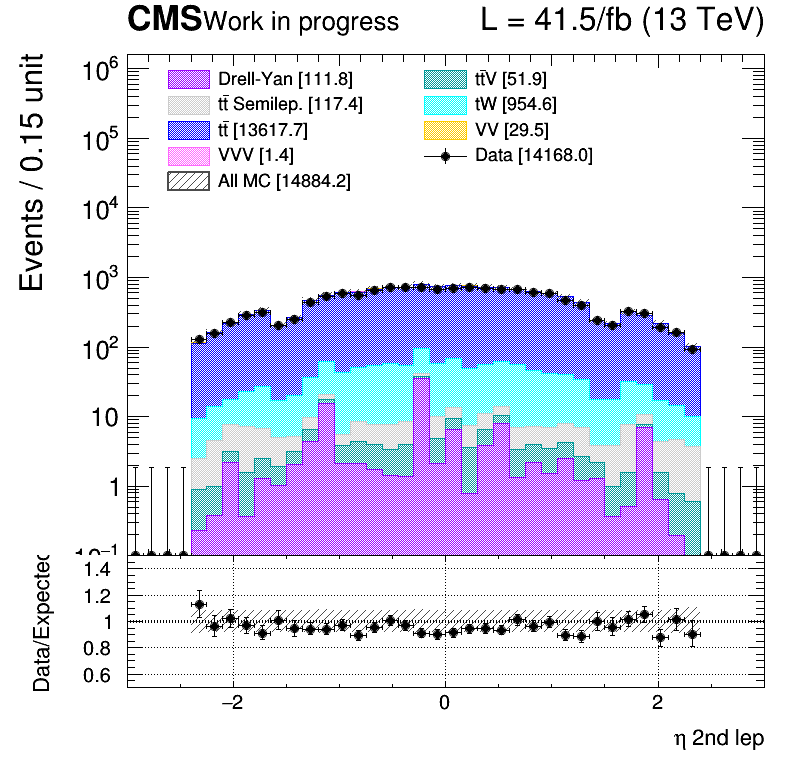 CMS Work in progress L = 41.5/fb (13 TeV)
Events / 0.15 unit
10⁶
10⁵
10⁴
10³
10²
10
1
10⁻¹
Drell-Yan [111.8]
tt̄V [51.9]
tt̄ Semilep. [117.4]
tW [954.6]
tt̄ [13617.7]
VV [29.5]
VVV [1.4]
Data [14168.0]
All MC [14884.2]
Data/Expected
1.4
1.2
1
0.8
0.6
−2 0 2
η 2nd lep